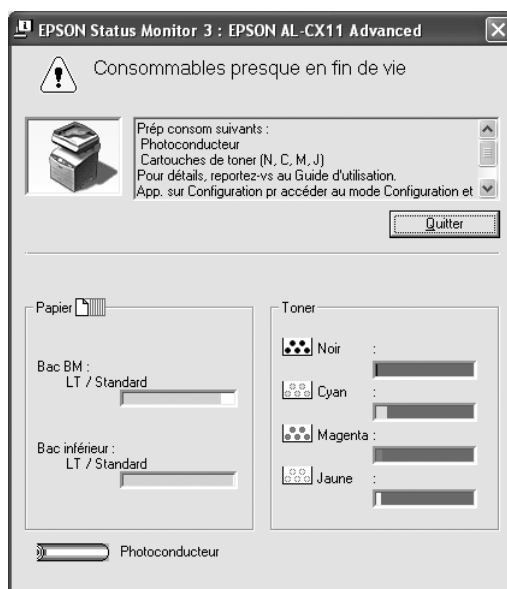 EPSON Status Monitor 3 : EPSON AL-CX11 Advanced
Consommables presque en fin de vie
Prép consom suivants :
Photoconducteur
Cartouches de toner (N, C, M, J)
Pour détails, reportez-vs au Guide d'utilisation.
App. sur Configuration pr accéder au mode Configuration et
Quitter
Papier
Bac BM :
LT / Standard
Bac inférieur :
LT / Standard
Toner
Noir :
Cyan :
Magenta :
Jaune :
Photoconducteur